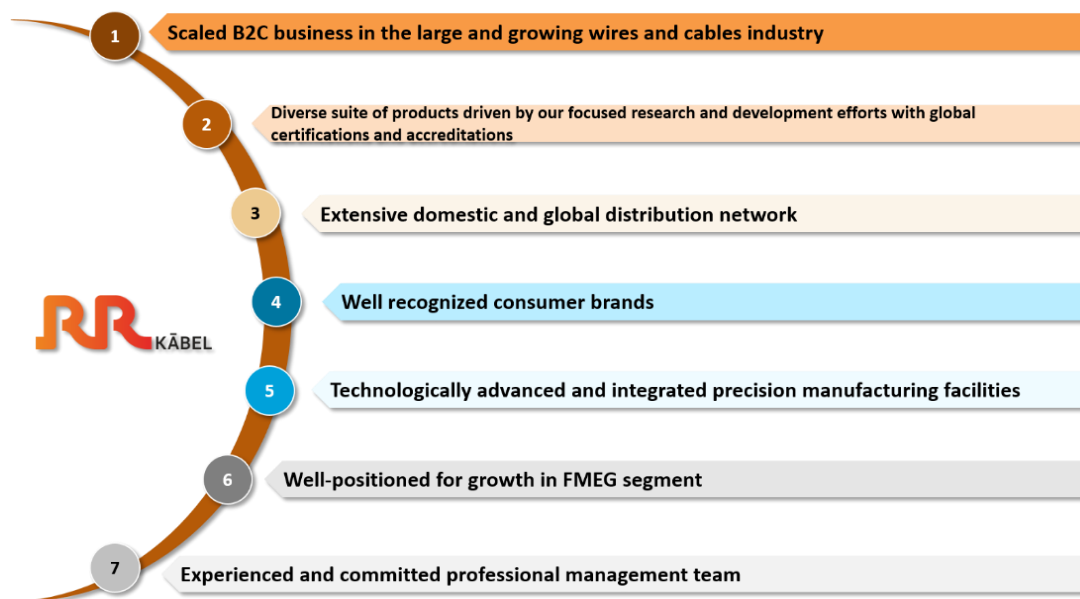 1
Scaled B2C business in the large and growing wires and cables industry
2
Diverse suite of products driven by our focused research and development efforts with global
certifications and accreditations
3
Extensive domestic and global distribution network
4
Well recognized consumer brands
RR KĀBEL
5
Technologically advanced and integrated precision manufacturing facilities
6
Well-positioned for growth in FMEG segment
7
Experienced and committed professional management team